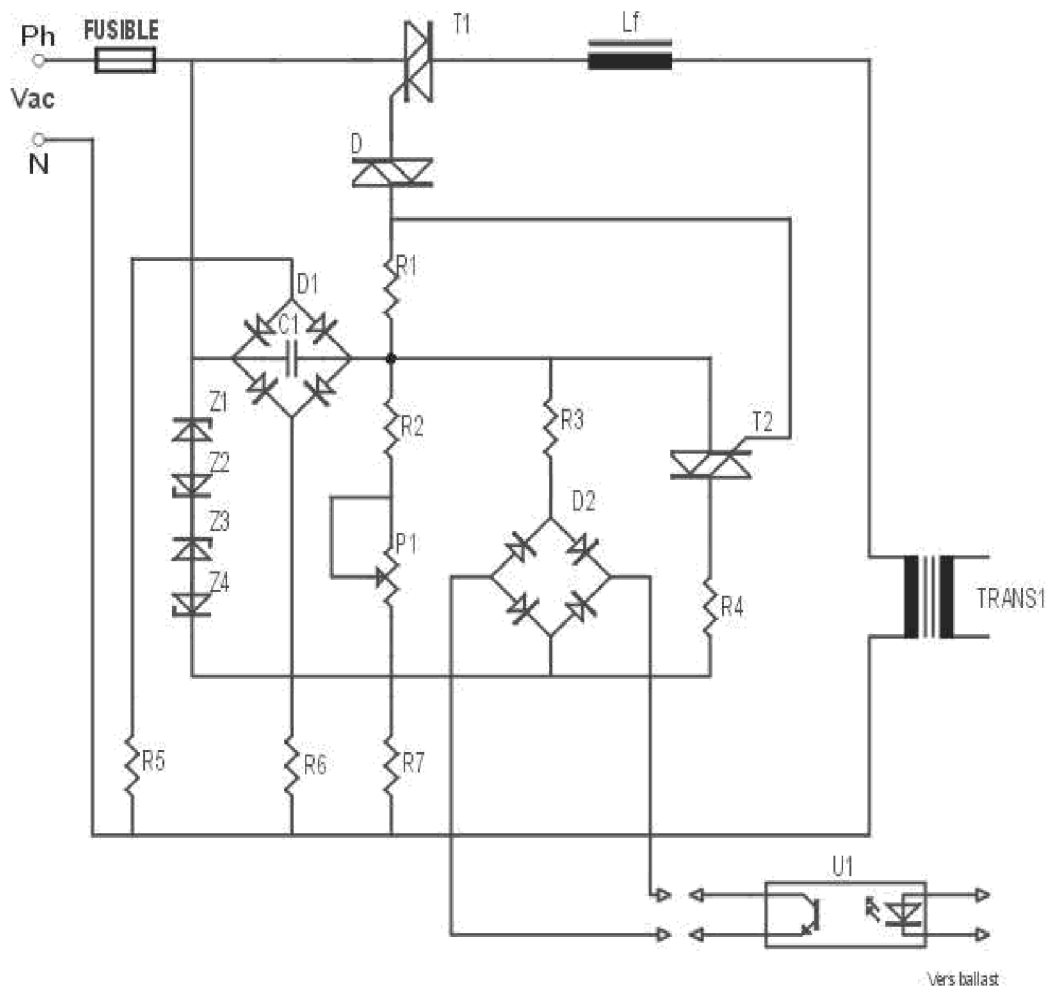 Ph
FUSIBLE
T1
Lf
Vac
N
D
R1
D1
C1
Z1
R2
R3
T2
Z2
D2
Z3
P1
Z4
R4
TRANS1
R5
R6
R7
U1
Vers ballast